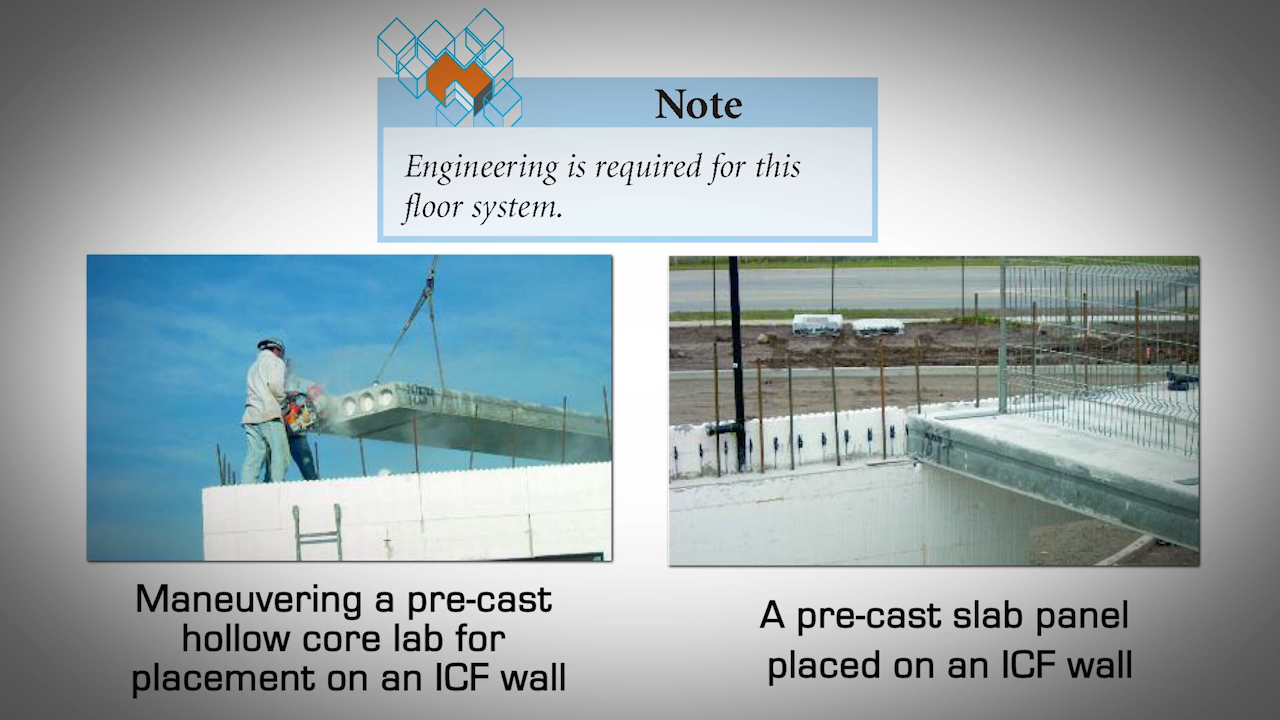 Note
Engineering is required for this
floor system.
Maneuvering a pre-cast
hollow core lab for
placement on an ICF wall
A pre-cast slab panel
placed on an ICF wall